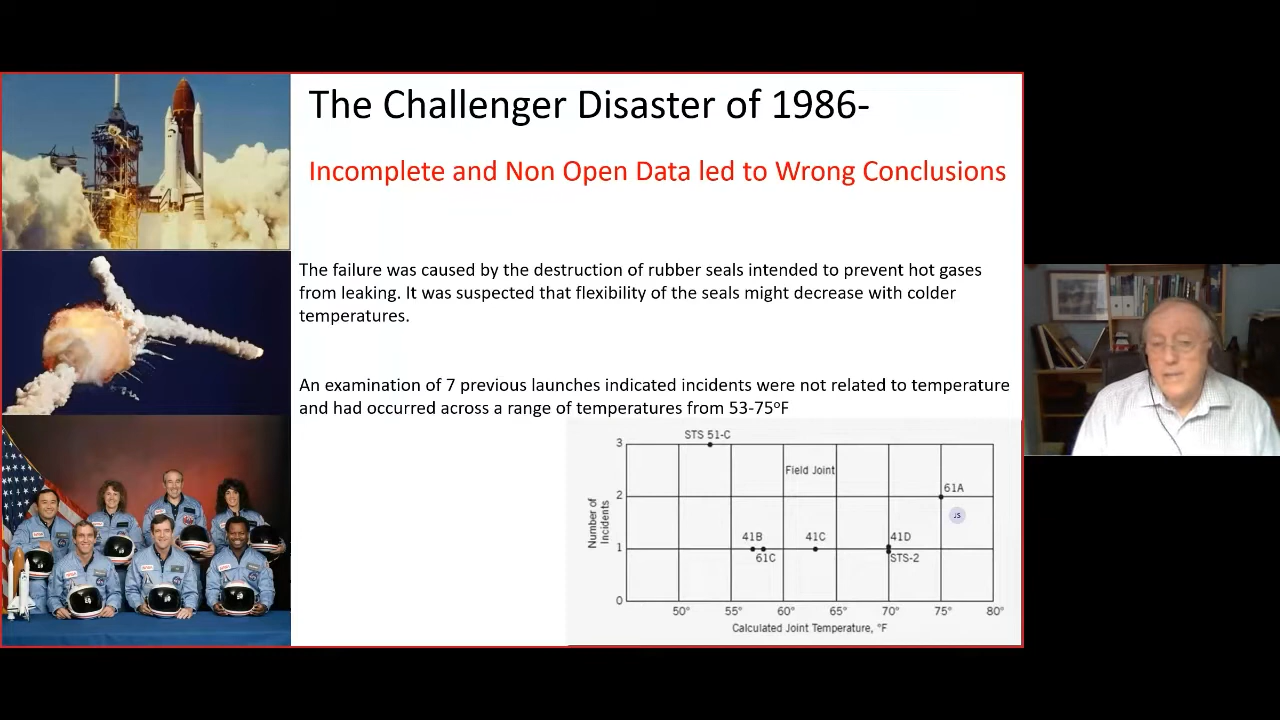 The Challenger Disaster of 1986-
Incomplete and Non Open Data led to Wrong Conclusions
The failure was caused by the destruction of rubber seals intended to prevent hot gases
from leaking. It was suspected that flexibility of the seals might decrease with colder
temperatures.
An examination of 7 previous launches indicated incidents were not related to temperature
and had occurred across a range of temperatures from 53-75ºF
STS 51-C
3
Field Joint
61A
2
JS
Number of
Incidents
41B
41C
41D
1
61C
STS-2
0
50° 55° 60° 65° 70° 75° 80°
Calculated Joint Temperature, °F